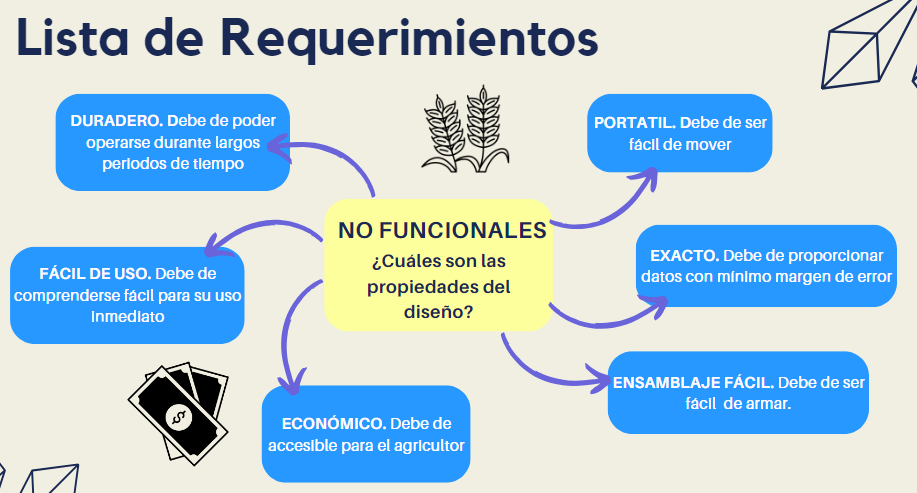 Lista de Requerimientos
DURADERO. Debe de poder
operarse durante largos
periodos de tiempo
PORTATIL. Debe de ser
fácil de mover
NO FUNCIONALES
¿Cuáles son las
propiedades del
diseño?
FÁCIL DE USO. Debe de
comprenderse fácil para su uso
inmediato
EXACTO. Debe de proporcionar
datos con mínimo margen de error
ECONÓMICO. Debe de
accesible para el agricultor
ENSAMBLAJE FÁCIL. Debe de ser
fácil de armar.